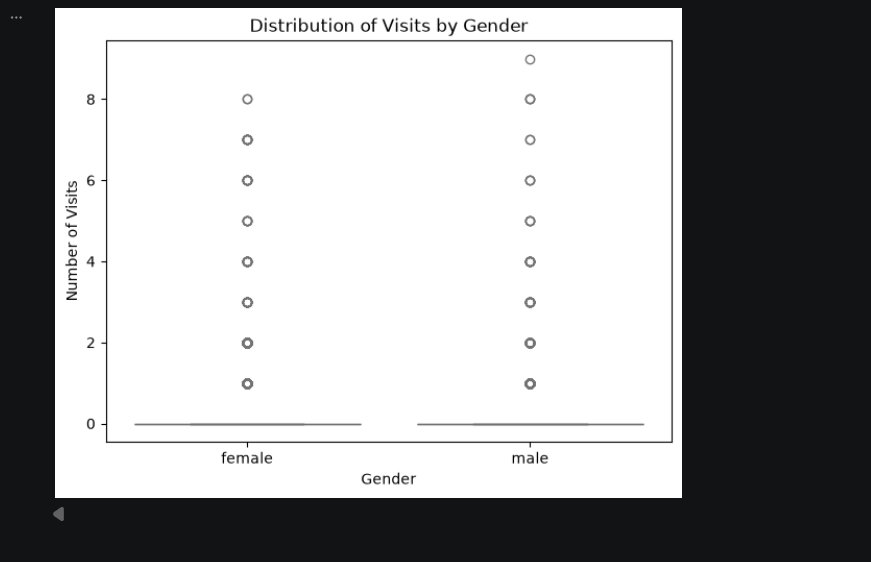 ...
Distribution of Visits by Gender
Number of Visits
8
6
4
2
0
female male
Gender